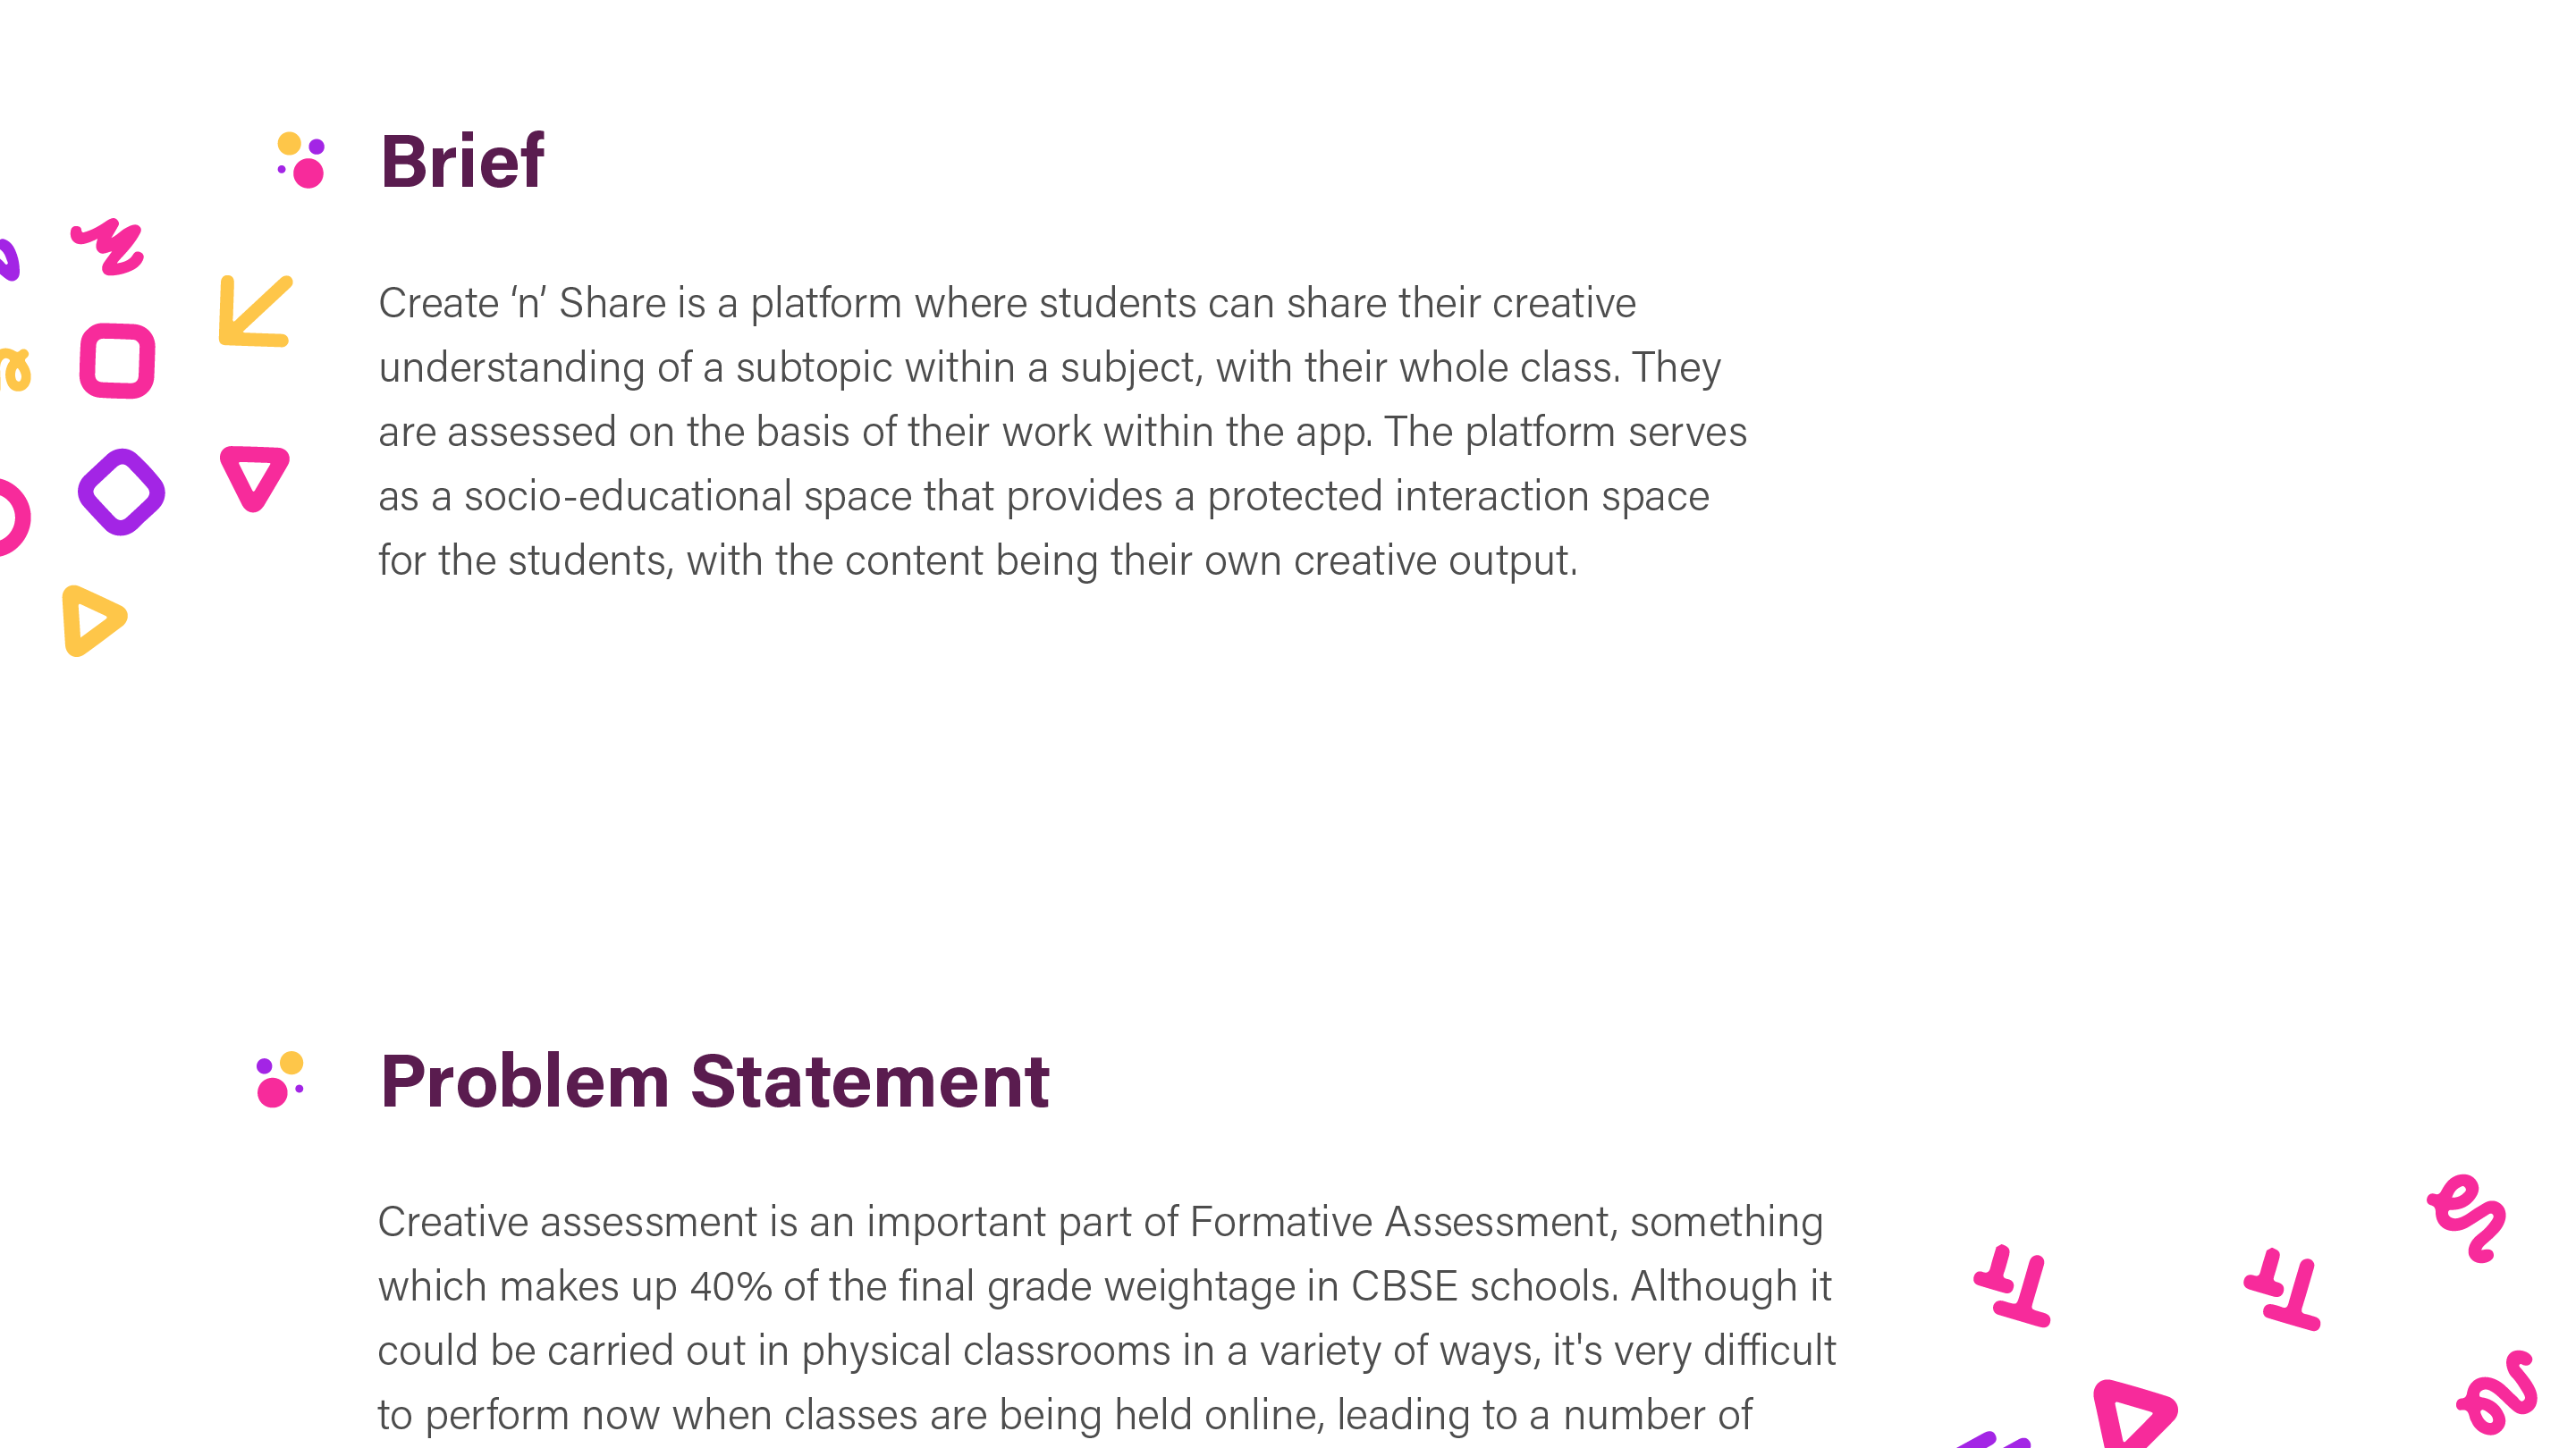 Brief
Create ‘n’ Share is a platform where students can share their creative
understanding of a subtopic within a subject, with their whole class. They
are assessed on the basis of their work within the app. The platform serves
as a socio-educational space that provides a protected interaction space
for the students, with the content being their own creative output.
Problem Statement
Creative assessment is an important part of Formative Assessment, something
which makes up 40% of the final grade weightage in CBSE schools. Although it
could be carried out in physical classrooms in a variety of ways, it's very difficult
to perform now when classes are being held online, leading to a number of